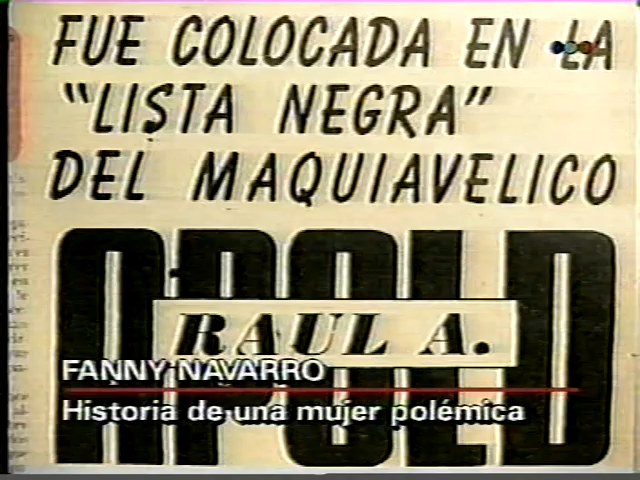 FUE COLOCADA EN LA
"LISTA NEGRA"
DEL MAQUIAVELICO
APOLD
RAUL A.
FANNY NAVARRO
Historia de una mujer polémica